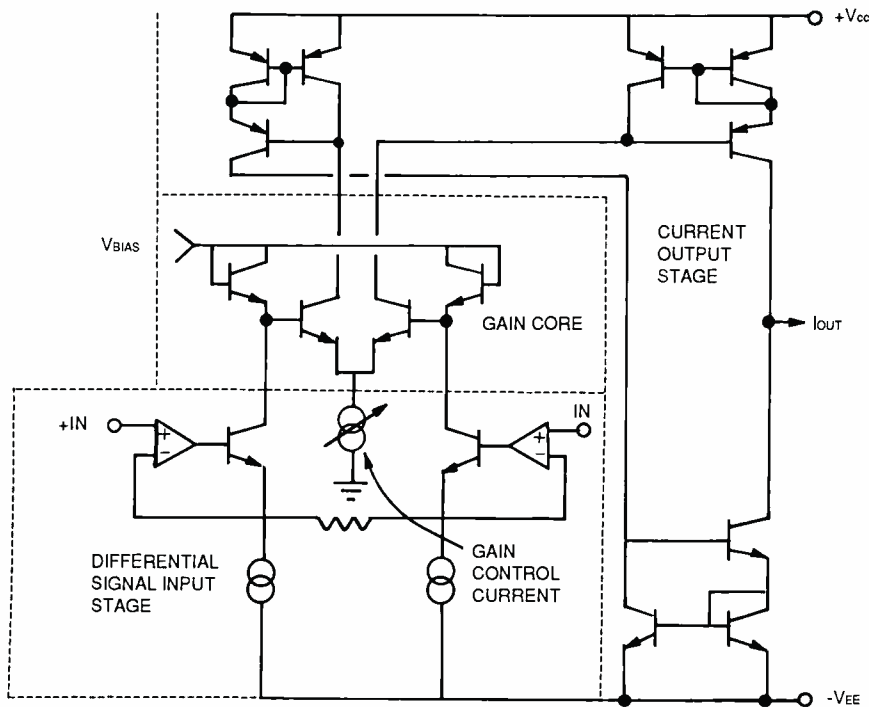 +Vcc
VBIAS
CURRENT
OUTPUT
STAGE
GAIN CORE
IOUT
+IN
IN
+
−
+
−
DIFFERENTIAL
SIGNAL INPUT
STAGE
GAIN
CONTROL
CURRENT
-VEE